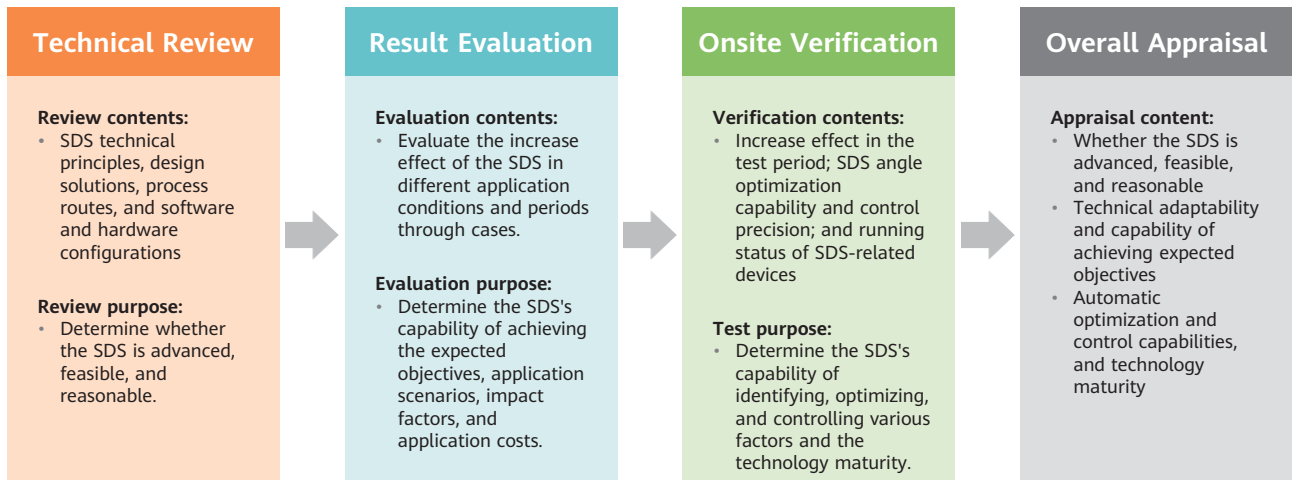 Technical Review
Review contents:
• SDS technical
principles, design
solutions, process
routes, and software
and hardware
configurations
Review purpose:
• Determine whether
the SDS is advanced,
feasible, and
reasonable.
Result Evaluation
Evaluation contents:
• Evaluate the increase
effect of the SDS in
different application
conditions and periods
through cases.
Evaluation purpose:
• Determine the SDS's
capability of achieving
the expected
objectives, application
scenarios, impact
factors, and
application costs.
Onsite Verification
Verification contents:
• Increase effect in the
test period; SDS angle
optimization
capability and control
precision; and running
status of SDS-related
devices
Test purpose:
• Determine the SDS's
capability of
identifying, optimizing,
and controlling various
factors and the
technology maturity.
Overall Appraisal
Appraisal content:
• Whether the SDS is
advanced, feasible,
and reasonable
• Technical adaptability
and capability of
achieving expected
objectives
• Automatic
optimization and
control capabilities,
and technology
maturity